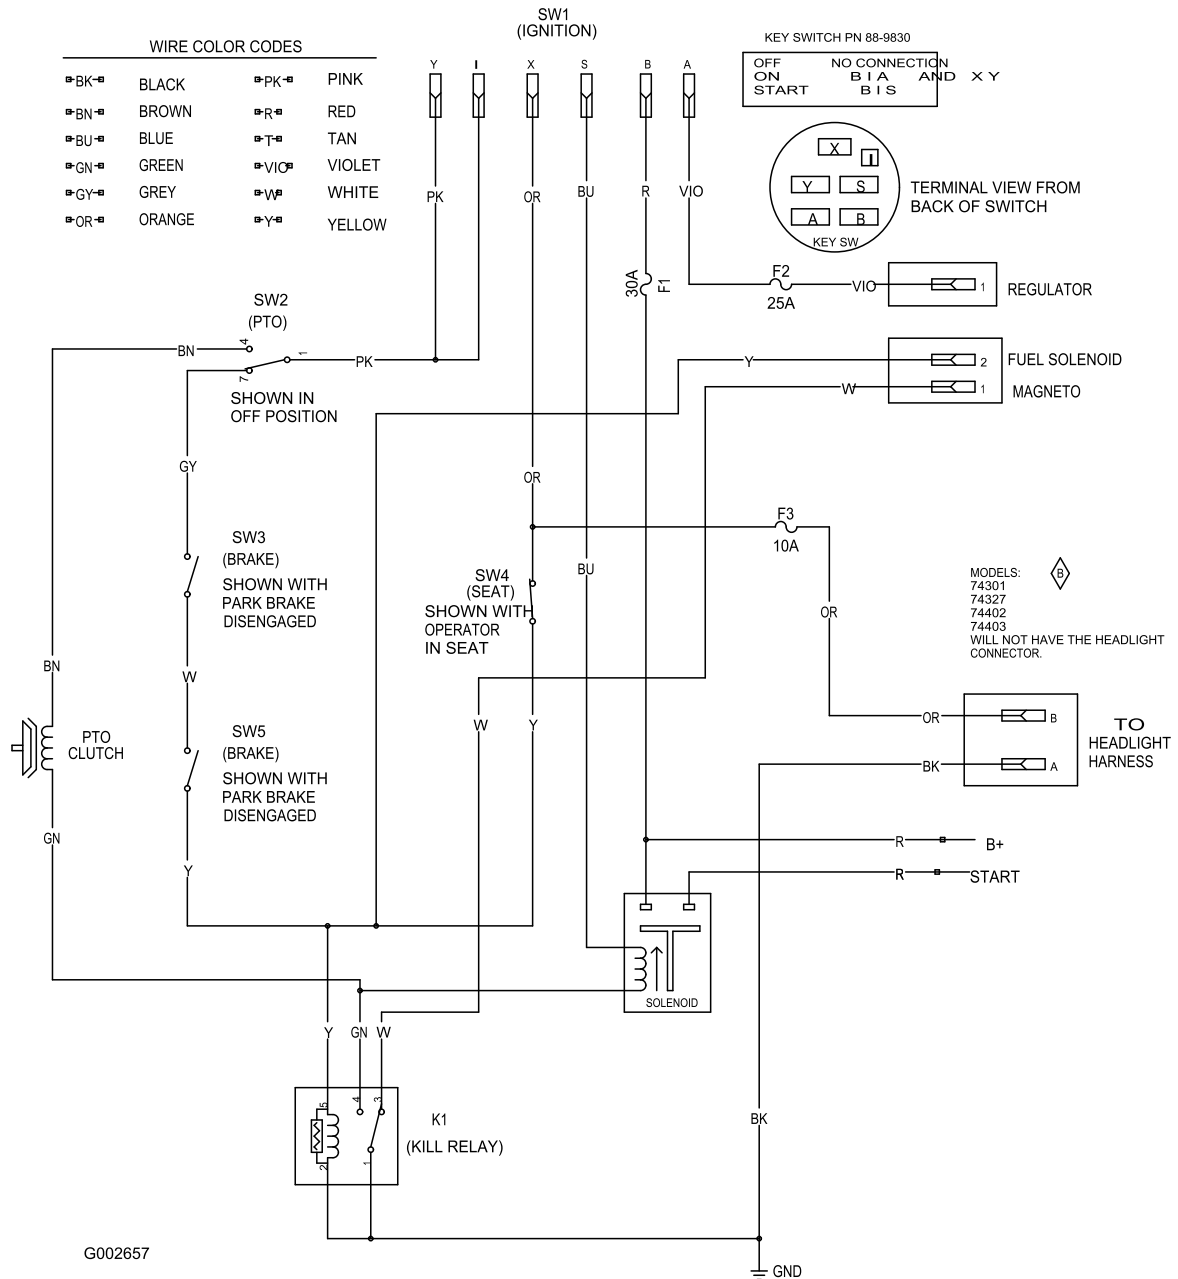 SW1
(IGNITION)
WIRE COLOR CODES
BK BLACK
BN BROWN
BU BLUE
GN GREEN
GY GREY
OR ORANGE
PK PINK
R RED
T TAN
VIO VIOLET
W WHITE
Y YELLOW
Y I X S B A
KEY SWITCH PN 88-9830
OFF NO CONNECTION
ON B I A AND X Y
START B I S
X
I
Y S
A B
KEY SW
TERMINAL VIEW FROM
BACK OF SWITCH
PK
OR
BU
R
VIO
30A
F1
F2
25A
VIO
1
REGULATOR
SW2
(PTO)
4
1
7
BN
PK
SHOWN IN
OFF POSITION
Y
2
FUEL SOLENOID
W
1
MAGNETO
GY
OR
F3
10A
SW3
(BRAKE)
SHOWN WITH
PARK BRAKE
DISENGAGED
SW4
(SEAT)
SHOWN WITH
OPERATOR
IN SEAT
BU
OR
MODELS:
74301
74327
74402
74403
WILL NOT HAVE THE HEADLIGHT
CONNECTOR.
B
BN
W
W
Y
OR
B
BK
A
TO
HEADLIGHT
HARNESS
PTO
CLUTCH
SW5
(BRAKE)
SHOWN WITH
PARK BRAKE
DISENGAGED
GN
Y
R
B+
R
START
SOLENOID
Y
GN
W
5
4
3
2
1
K1
(KILL RELAY)
BK
G002657
GND